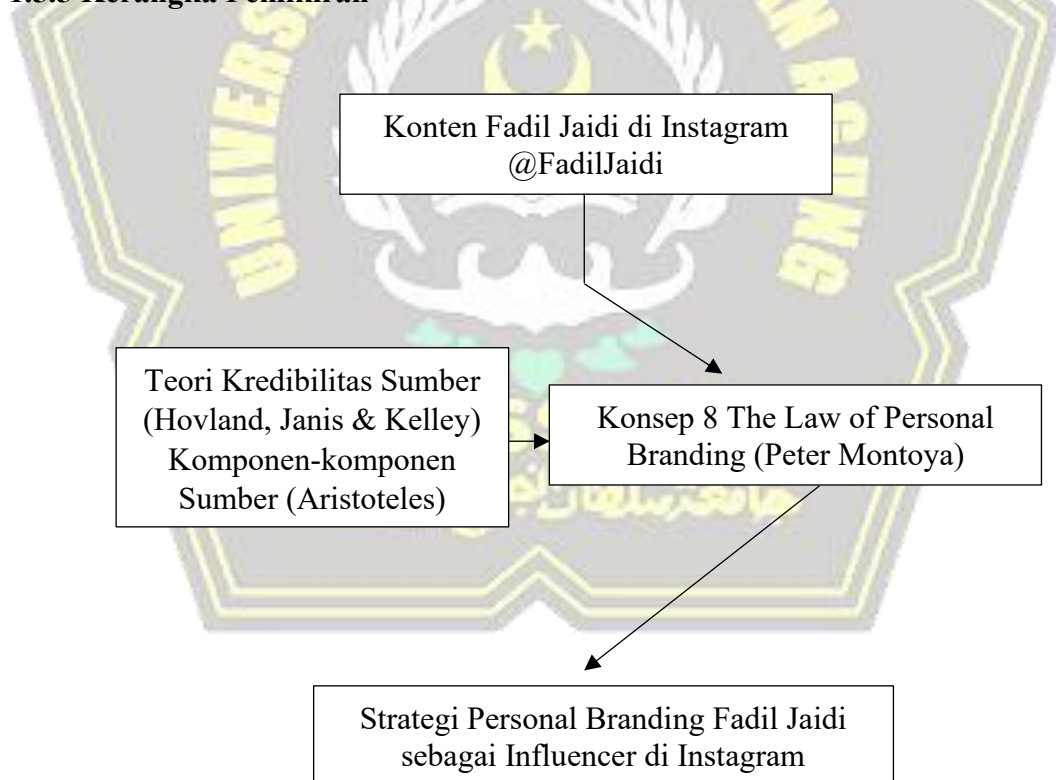 Konten Fadil Jaidi di Instagram
@FadilJaidi
Teori Kredibilitas Sumber
(Hovland, Janis & Kelley)
Komponen-komponen
Sumber (Aristoteles)
Konsep 8 The Law of Personal
Branding (Peter Montoya)
Strategi Personal Branding Fadil Jaidi
sebagai Influencer di Instagram
AGUNG